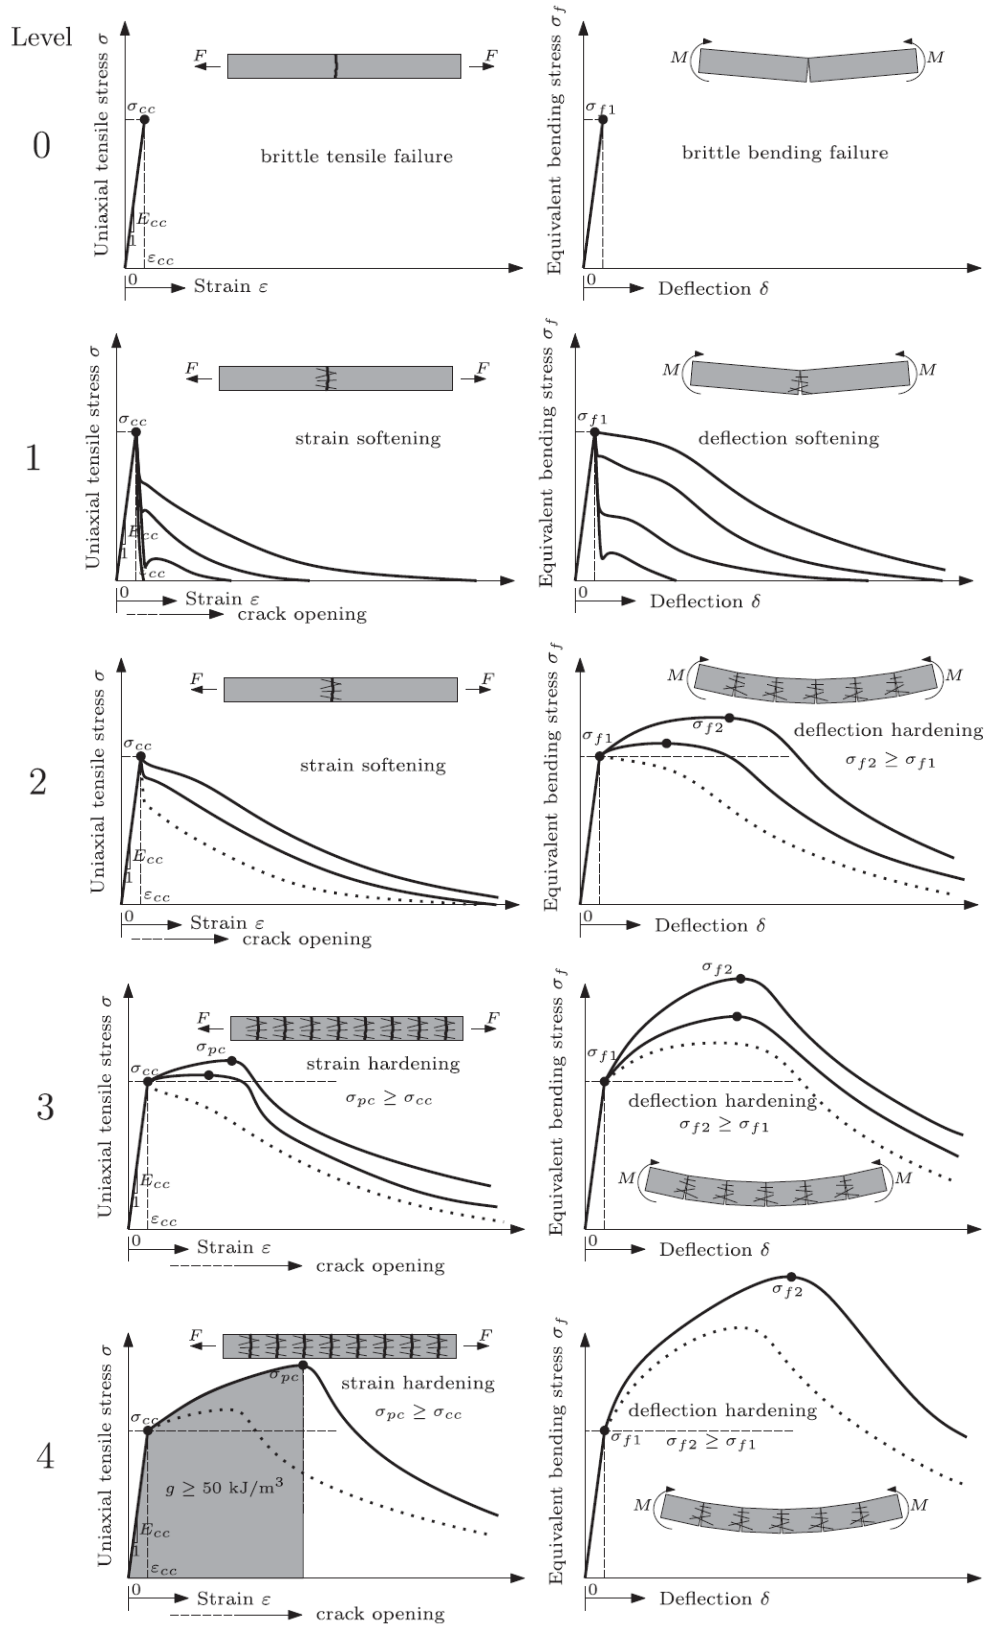 Level
0
Uniaxial tensile stress σ
F
F
σcc
brittle tensile failure
Ecc
1
εcc
0
Strain ε
Equivalent bending stress σf
M
M
σf1
brittle bending failure
0
Deflection δ
1
Uniaxial tensile stress σ
F
F
σcc
strain softening
Ecc
1
cc
0
Strain ε
crack opening
Equivalent bending stress σf
M
M
σf1
deflection softening
0
Deflection δ
2
Uniaxial tensile stress σ
F
F
σcc
strain softening
Ecc
1
εcc
0
Strain ε
crack opening
Equivalent bending stress σf
M
M
σf1
σf2
deflection hardening
σf2 ≥ σf1
0
Deflection δ
3
Uniaxial tensile stress σ
F
F
σpc
σcc
strain hardening
σpc ≥ σcc
Ecc
1
εcc
0
Strain ε
crack opening
Equivalent bending stress σf
σf2
σf1
deflection hardening
σf2 ≥ σf1
M
M
0
Deflection δ
4
Uniaxial tensile stress σ
F
F
σpc
strain hardening
σpc ≥ σcc
σcc
g ≥ 50 kJ/m³
Ecc
1
εcc
0
Strain ε
crack opening
Equivalent bending stress σf
σf2
deflection hardening
σf1
σf2 ≥ σf1
M
M
0
Deflection δ